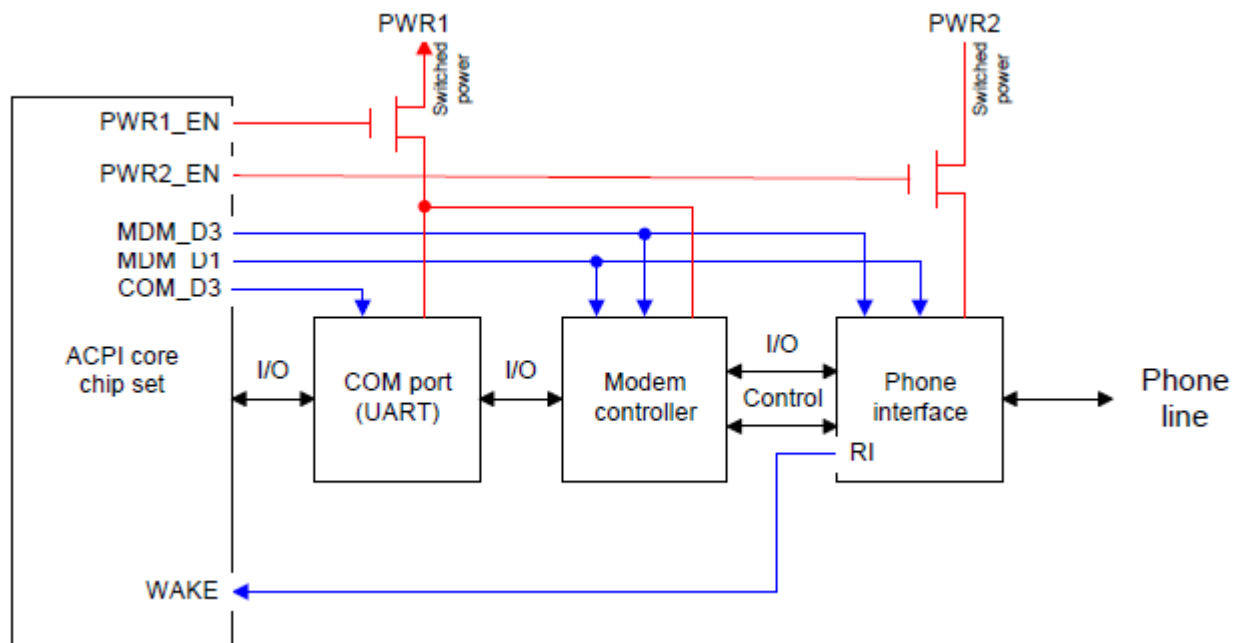 PWR1
PWR2
Switched
power
Switched
power
PWR1_EN
PWR2_EN
MDM_D3
MDM_D1
COM_D3
ACPI core
chip set
I/O
COM port
(UART)
I/O
Modem
controller
I/O
Control
Phone
interface
RI
Phone
line
WAKE